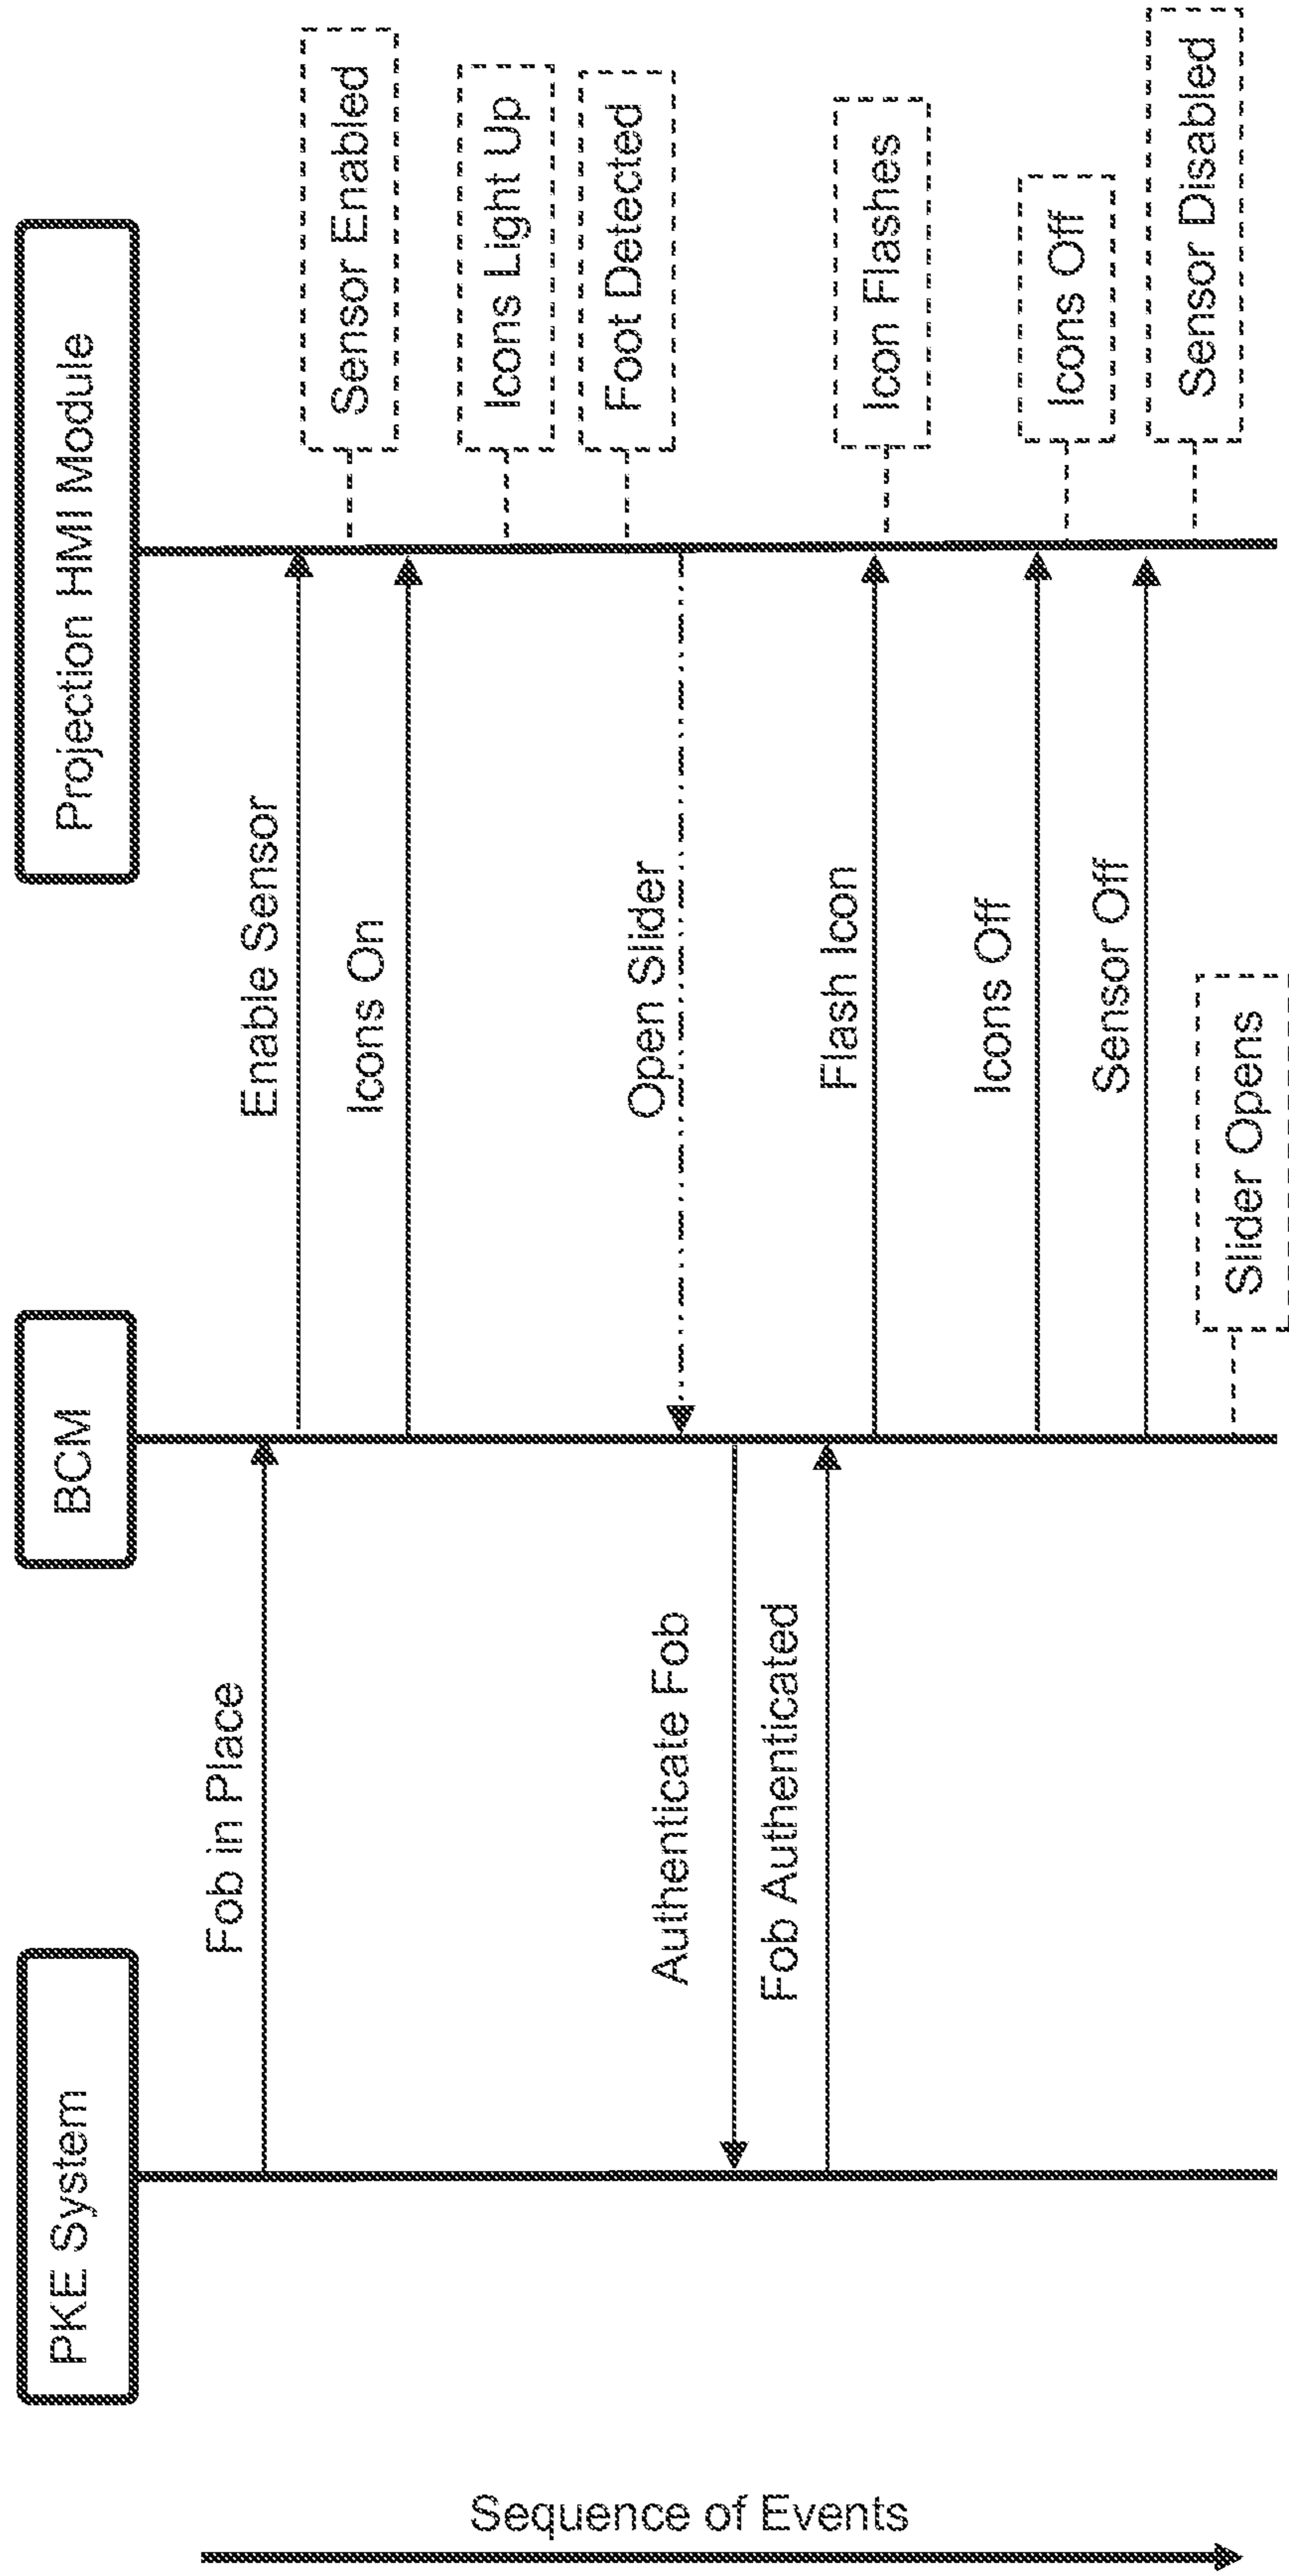 PKE System
BCM
Projection HMI Module
Sequence of Events
Fob in Place
Enable Sensor
Sensor Enabled
Icons On
Icons Light Up
Foot Detected
Open Slider
Authenticate Fob
Fob Authenticated
Flash Icon
Icon Flashes
Icons Off
Icons Off
Sensor Off
Sensor Disabled
Slider Opens